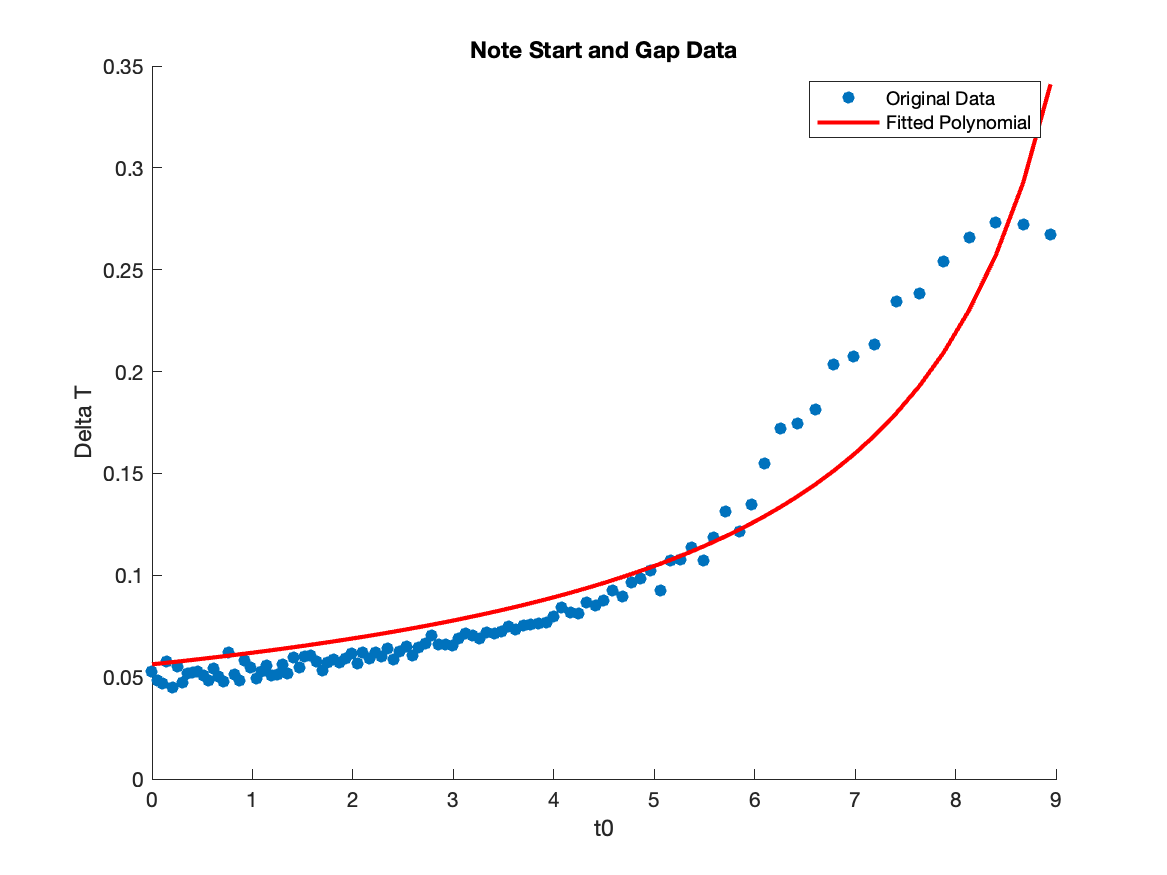 Note Start and Gap Data
0.35
0.3
0.25
0.2
0.15
0.1
0.05
0
Delta T
Original Data
Fitted Polynomial
0 1 2 3 4 5 6 7 8 9
t0